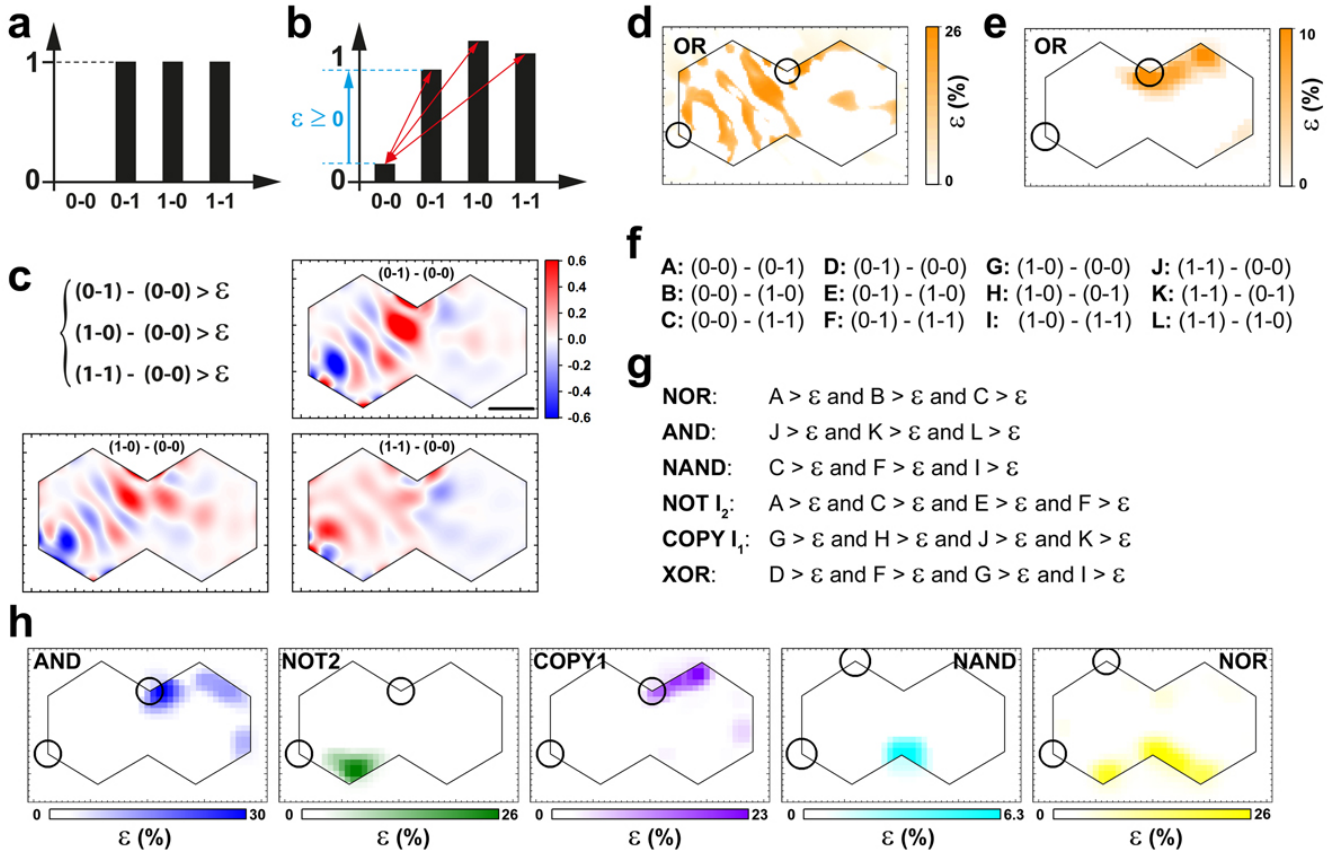 a
1
0
0-0 0-1 1-0 1-1
b
1
ε ≥ 0
0
0-0 0-1 1-0 1-1
d
OR
26
ε (%)
0
e
OR
10
ε (%)
0
c
(0-1) - (0-0) > ε
(1-0) - (0-0) > ε
(1-1) - (0-0) > ε
(0-1) - (0-0)
0.6
0.4
0.2
0.0
-0.2
-0.4
-0.6
(1-0) - (0-0)
(1-1) - (0-0)
f
A: (0-0) - (0-1) D: (0-1) - (0-0) G: (1-0) - (0-0) J: (1-1) - (0-0)
B: (0-0) - (1-0) E: (0-1) - (1-0) H: (1-0) - (0-1) K: (1-1) - (0-1)
C: (0-0) - (1-1) F: (0-1) - (1-1) I: (1-0) - (1-1) L: (1-1) - (1-0)
g
NOR: A > ε and B > ε and C > ε
AND: J > ε and K > ε and L > ε
NAND: C > ε and F > ε and I > ε
NOT I₂: A > ε and C > ε and E > ε and F > ε
COPY I₁: G > ε and H > ε and J > ε and K > ε
XOR: D > ε and F > ε and G > ε and I > ε
h
AND
0 30
ε (%)
NOT2
0 26
ε (%)
COPY1
0 23
ε (%)
NAND
0 6.3
ε (%)
NOR
0 26
ε (%)